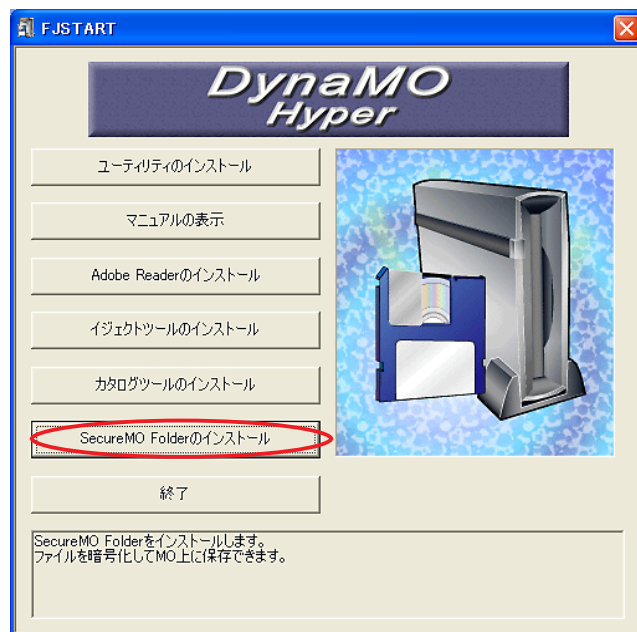 FJSTART
DynaMO
Hyper
ユーティリティのインストール
マニュアルの表示
Adobe Readerのインストール
イジェクトツールのインストール
カタログツールのインストール
SecureMO Folderのインストール
終了
SecureMO Folderをインストールします。
ファイルを暗号化してMO上に保存できます。